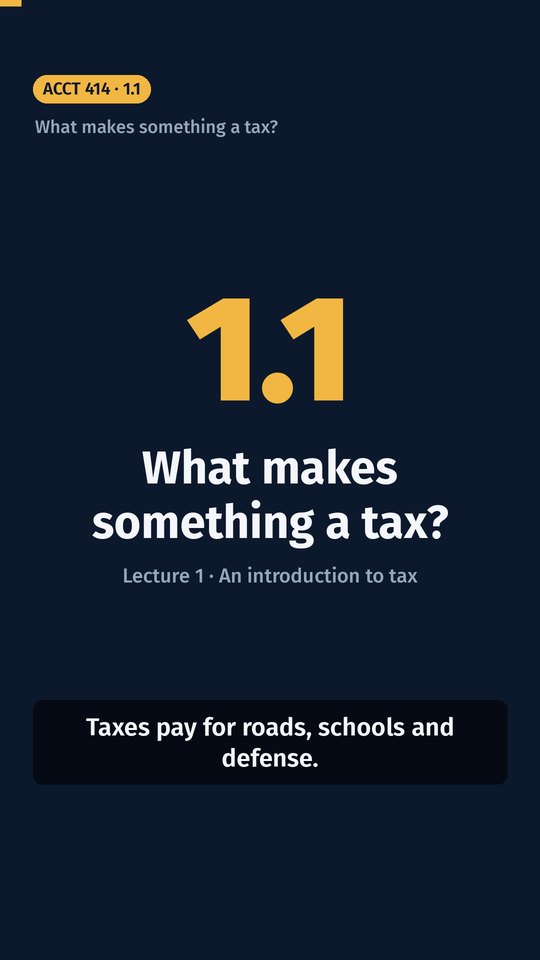 ACCT 414 · 1.1
What makes something a tax?
1.1
What makes
something a tax?
Lecture 1 · An introduction to tax
Taxes pay for roads, schools and
defense.